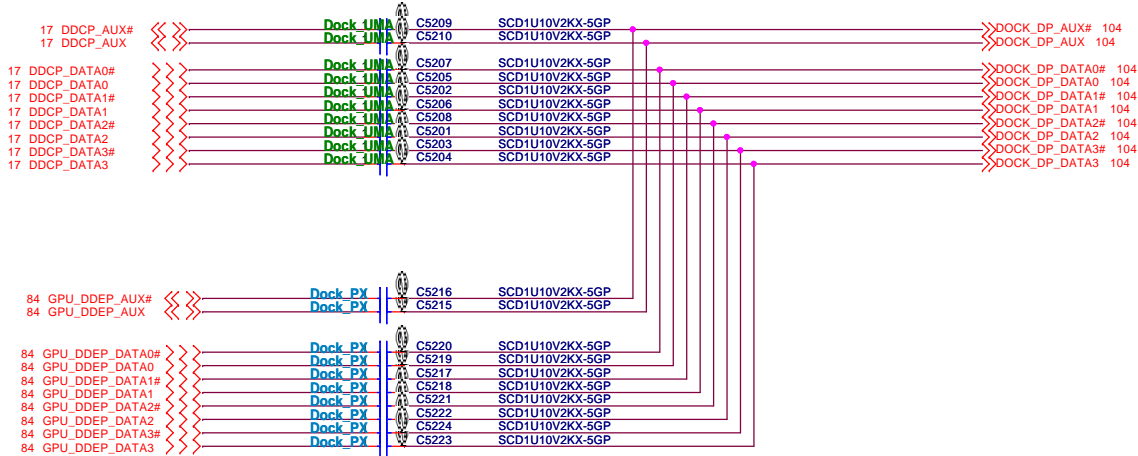 17 DDCP_AUX# Dock_UMA C5209 SCD1U10V2KX-5GP DOCK_DP_AUX# 104
17 DDCP_AUX Dock_UMA C5210 SCD1U10V2KX-5GP DOCK_DP_AUX 104
17 DDCP_DATA0# Dock_UMA C5207 SCD1U10V2KX-5GP DOCK_DP_DATA0# 104
17 DDCP_DATA0 Dock_UMA C5205 SCD1U10V2KX-5GP DOCK_DP_DATA0 104
17 DDCP_DATA1# Dock_UMA C5202 SCD1U10V2KX-5GP DOCK_DP_DATA1# 104
17 DDCP_DATA1 Dock_UMA C5206 SCD1U10V2KX-5GP DOCK_DP_DATA1 104
17 DDCP_DATA2# Dock_UMA C5208 SCD1U10V2KX-5GP DOCK_DP_DATA2# 104
17 DDCP_DATA2 Dock_UMA C5201 SCD1U10V2KX-5GP DOCK_DP_DATA2 104
17 DDCP_DATA3# Dock_UMA C5203 SCD1U10V2KX-5GP DOCK_DP_DATA3# 104
17 DDCP_DATA3 Dock_UMA C5204 SCD1U10V2KX-5GP DOCK_DP_DATA3 104
84 GPU_DDEP_AUX# Dock_PX C5216 SCD1U10V2KX-5GP
84 GPU_DDEP_AUX Dock_PX C5215 SCD1U10V2KX-5GP
84 GPU_DDEP_DATA0# Dock_PX C5220 SCD1U10V2KX-5GP
84 GPU_DDEP_DATA0 Dock_PX C5219 SCD1U10V2KX-5GP
84 GPU_DDEP_DATA1# Dock_PX C5217 SCD1U10V2KX-5GP
84 GPU_DDEP_DATA1 Dock_PX C5218 SCD1U10V2KX-5GP
84 GPU_DDEP_DATA2# Dock_PX C5221 SCD1U10V2KX-5GP
84 GPU_DDEP_DATA2 Dock_PX C5222 SCD1U10V2KX-5GP
84 GPU_DDEP_DATA3# Dock_PX C5224 SCD1U10V2KX-5GP
84 GPU_DDEP_DATA3 Dock_PX C5223 SCD1U10V2KX-5GP